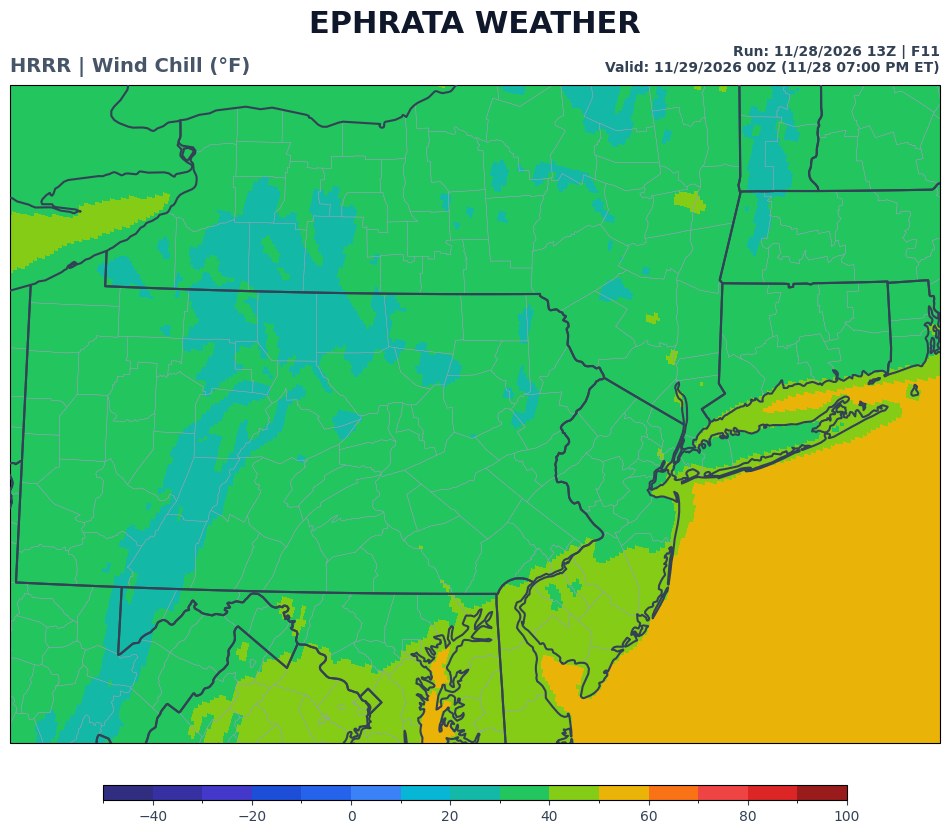 EPHRATA WEATHER
HRRR | Wind Chill (°F)
Run: 11/28/2026 13Z | F11
Valid: 11/29/2026 00Z (11/28 07:00 PM ET)
−40 −20 0 20 40 60 80 100